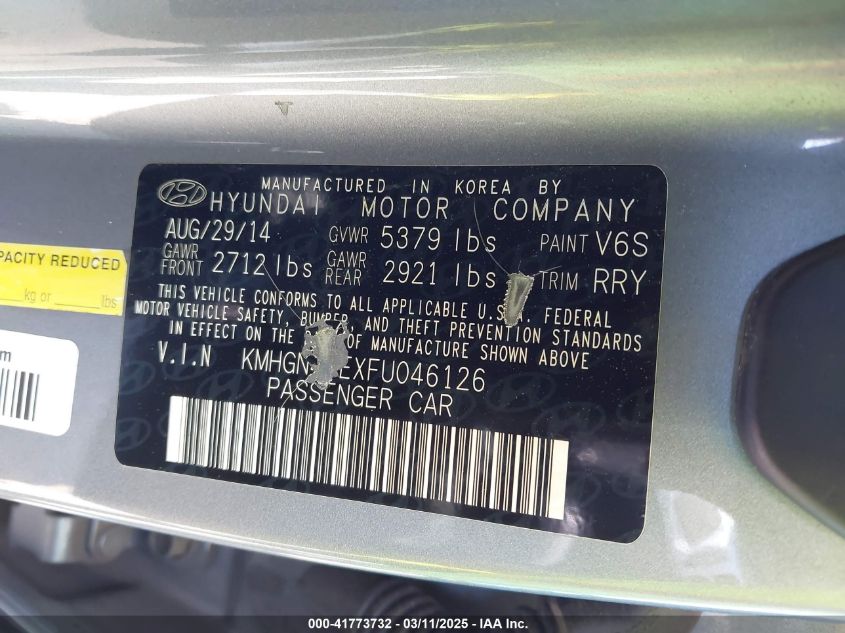 MANUFACTURED IN KOREA BY
HYUNDAI MOTOR COMPANY
AUG/29/14 GVWR 5379 lbs PAINT V6S
GAWR FRONT 2712 lbs GAWR REAR 2921 lbs TRIM RRY
THIS VEHICLE CONFORMS TO ALL APPLICABLE FEDERAL
MOTOR VEHICLE SAFETY, AND THEFT PREVENTION STANDARDS
IN EFFECT ON THE OF MANUFACTURE SHOWN ABOVE
V.I.N
PASSENGER CAR
REDUCED
kg or lbs
000-41773732 - 03/11/2025 - IAA Inc.